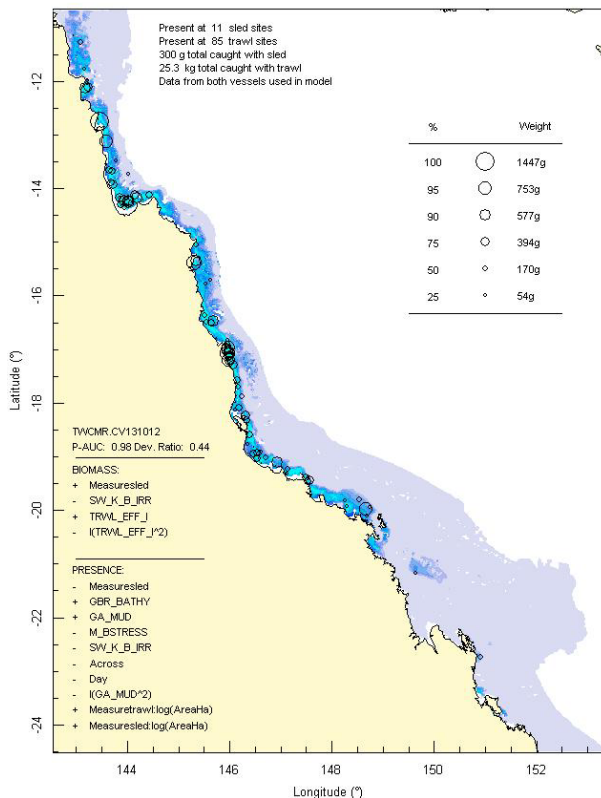 Present at 11 sled sites
Present at 85 trawl sites
300 g total caught with sled
25.3 kg total caught with trawl
Data from both vessels used in model
% Weight
100 1447g
95 753g
90 577g
75 394g
50 170g
25 54g
-12
-14
-16
-18
-20
-22
-24
Latitude (°)
TWCMR.CV131012
P-AUC: 0.98 Dev. Ratio: 0.44
BIOMASS:
+ Measuresled
- SW_K_B_IRR
+ TRWL_EFF_I
- I(TRWL_EFF_I^2)
PRESENCE:
- Measuresled
+ GBR_BATHY
+ GA_MUD
- M_BSTRESS
- SW_K_B_IRR
- Across
- Day
- I(GA_MUD^2)
+ Measuretrawl:log(AreaHa)
+ Measuresled:log(AreaHa)
144 146 148 150 152
Longitude (°)